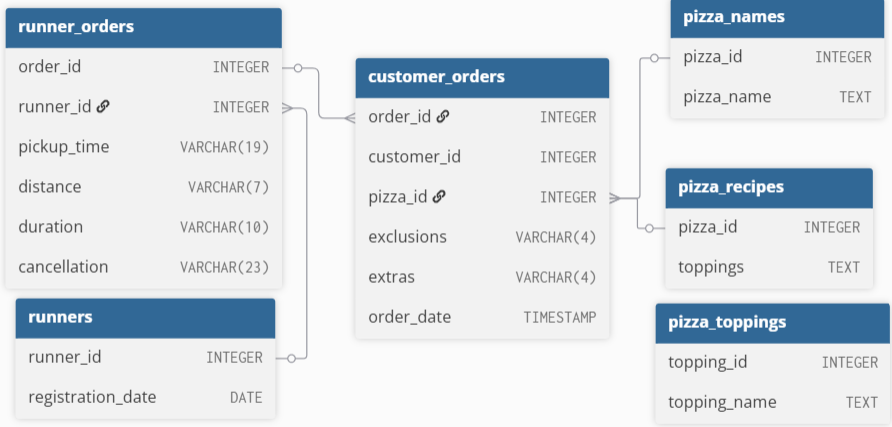 runner_orders
order_id INTEGER
runner_id INTEGER
pickup_time VARCHAR(19)
distance VARCHAR(7)
duration VARCHAR(10)
cancellation VARCHAR(23)
runners
runner_id INTEGER
registration_date DATE
customer_orders
order_id INTEGER
customer_id INTEGER
pizza_id INTEGER
exclusions VARCHAR(4)
extras VARCHAR(4)
order_date TIMESTAMP
pizza_names
pizza_id INTEGER
pizza_name TEXT
pizza_recipes
pizza_id INTEGER
toppings TEXT
pizza_toppings
topping_id INTEGER
topping_name TEXT